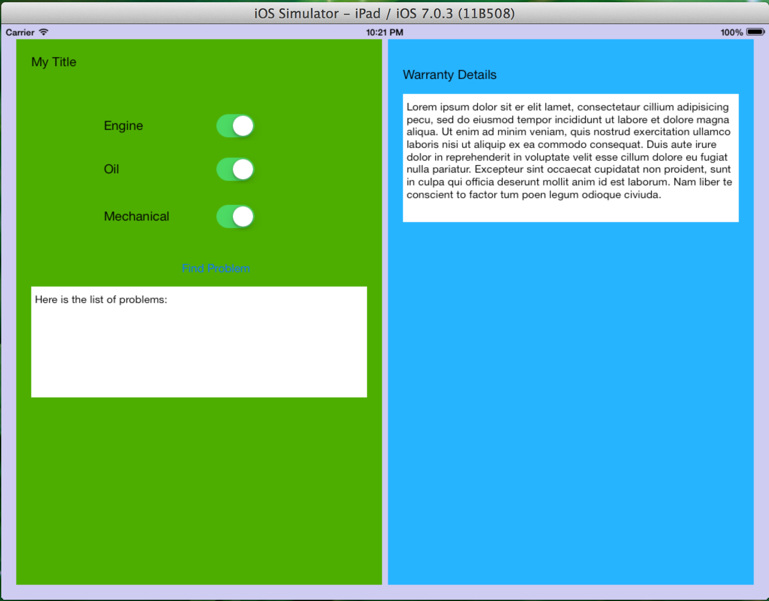 iOS Simulator – iPad / iOS 7.0.3 (11B508)
Carrier 10:21 PM 100%
My Title
Engine
Oil
Mechanical
Find Problem
Here is the list of problems:
Warranty Details
Lorem ipsum dolor sit er elit lamet, consectetaur cillium adipisicing
pecu, sed do eiusmod tempor incididunt ut labore et dolore magna
aliqua. Ut enim ad minim veniam, quis nostrud exercitation ullamco
laboris nisi ut aliquip ex ea commodo consequat. Duis aute irure
dolor in reprehenderit in voluptate velit esse cillum dolore eu fugiat
nulla pariatur. Excepteur sint occaecat cupidatat non proident, sunt
in culpa qui officia deserunt mollit anim id est laborum. Nam liber te
conscient to factor tum poen legum odioque civiuda.